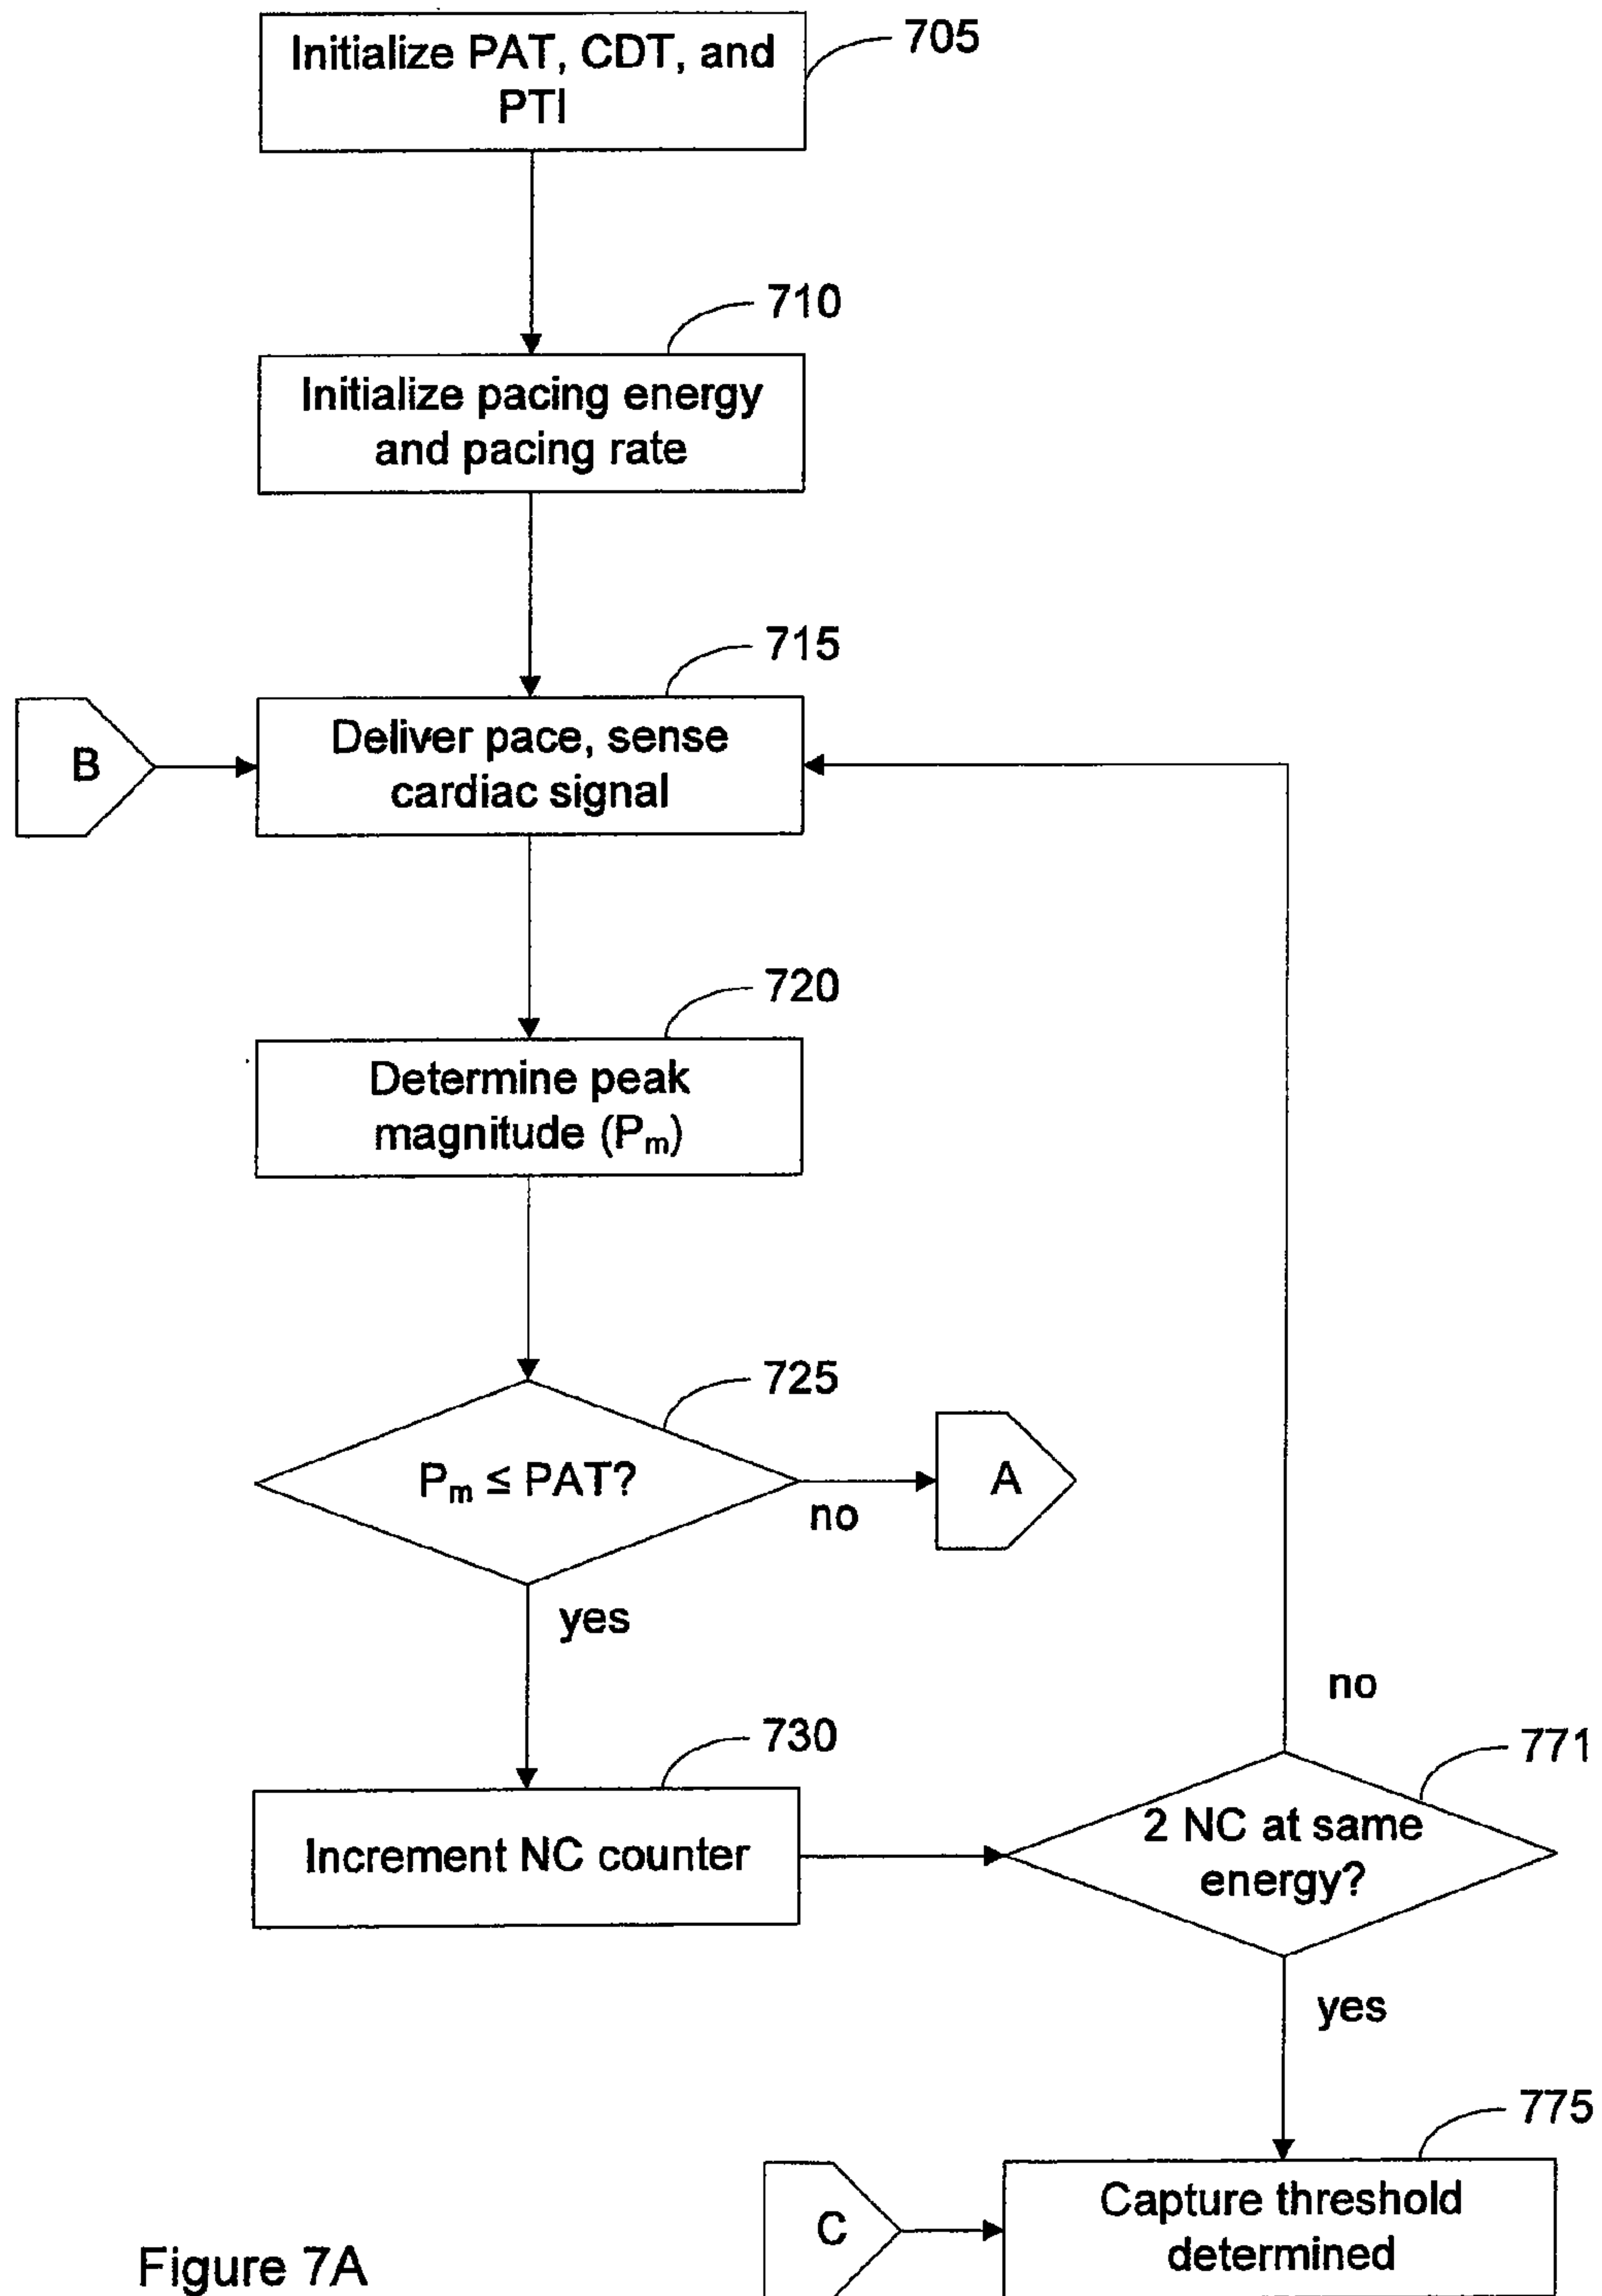 Initialize PAT, CDT, and
PTI
705
710
Initialize pacing energy
and pacing rate
715
B
Deliver pace, sense
cardiac signal
720
Determine peak
magnitude (Pm)
725
Pm ≤ PAT?
no
A
yes
730
Increment NC counter
no
771
2 NC at same
energy?
yes
775
C
Capture threshold
determined
Figure 7A